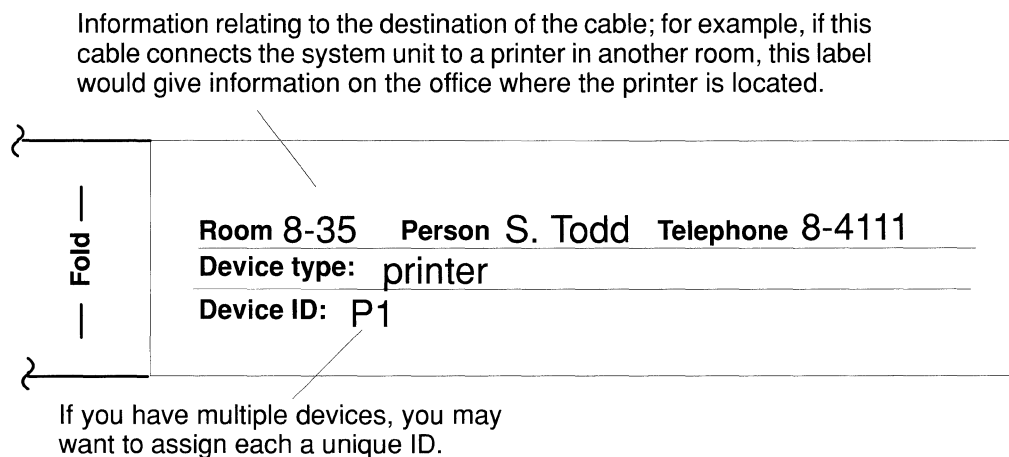 Information relating to the destination of the cable; for example, if this
cable connects the system unit to a printer in another room, this label
would give information on the office where the printer is located.
— Fold —
Room 8-35 Person S. Todd Telephone 8-4111
Device type: printer
Device ID: P1
If you have multiple devices, you may
want to assign each a unique ID.